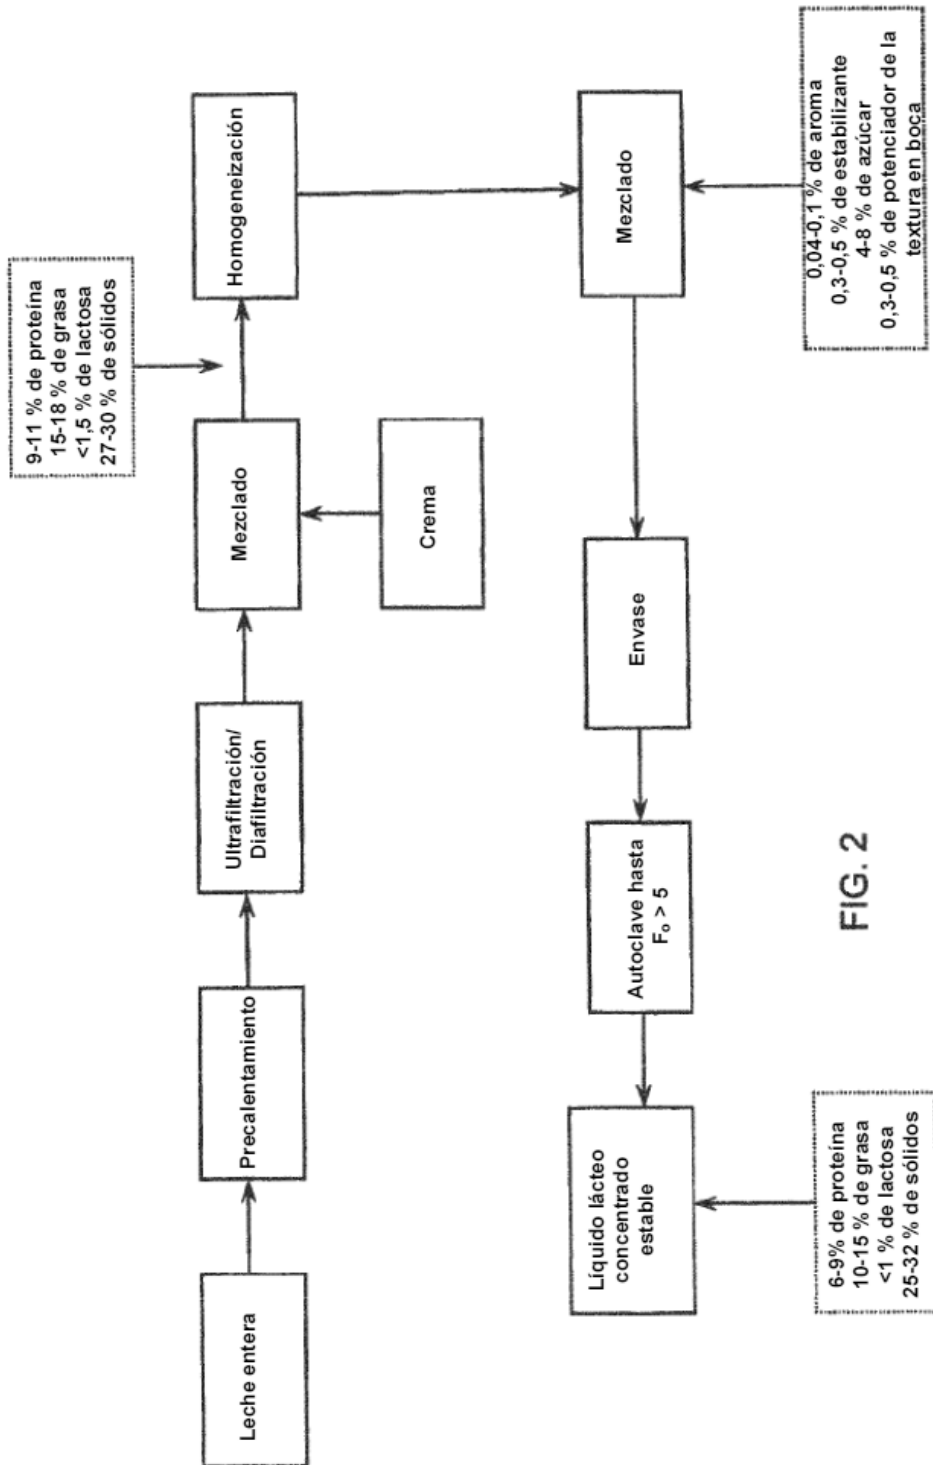 Leche entera
Precalentamiento
Ultrafiltración/
Diafiltración
Mezclado
Crema
9-11 % de proteína
15-18 % de grasa
<1,5 % de lactosa
27-30 % de sólidos
Homogeneización
Mezclado
0,04-0,1 % de aroma
0,3-0,5 % de estabilizante
4-8 % de azúcar
0,3-0,5 % de potenciador de la
textura en boca
Envase
Autoclave hasta
Fₒ > 5
Líquido lácteo
concentrado
estable
6-9% de proteína
10-15 % de grasa
<1 % de lactosa
25-32 % de sólidos
FIG. 2